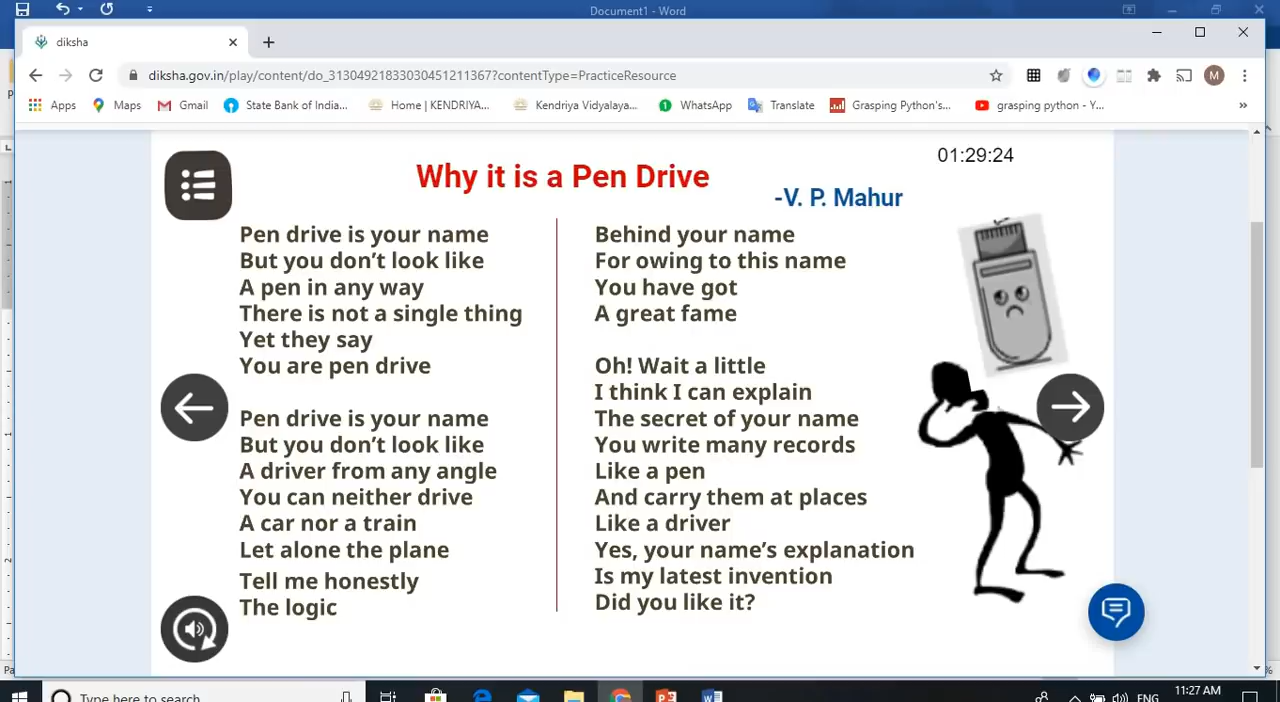 Document1 - Word
diksha
diksha.gov.in/play/content/do_31304921833030451211367?contentType=PracticeResource
M
Apps
Maps
Gmail
State Bank of India...
Home | KENDRIYA...
Kendriya Vidyalaya...
WhatsApp
Translate
Grasping Python's...
grasping python - Y...
01:29:24
Why it is a Pen Drive
-V. P. Mahur
Pen drive is your name
But you don't look like
A pen in any way
There is not a single thing
Yet they say
You are pen drive
Pen drive is your name
But you don't look like
A driver from any angle
You can neither drive
A car nor a train
Let alone the plane
Tell me honestly
The logic
Behind your name
For owing to this name
You have got
A great fame
Oh! Wait a little
I think I can explain
The secret of your name
You write many records
Like a pen
And carry them at places
Like a driver
Yes, your name's explanation
Is my latest invention
Did you like it?
Type here to search
ENG
11:27 AM